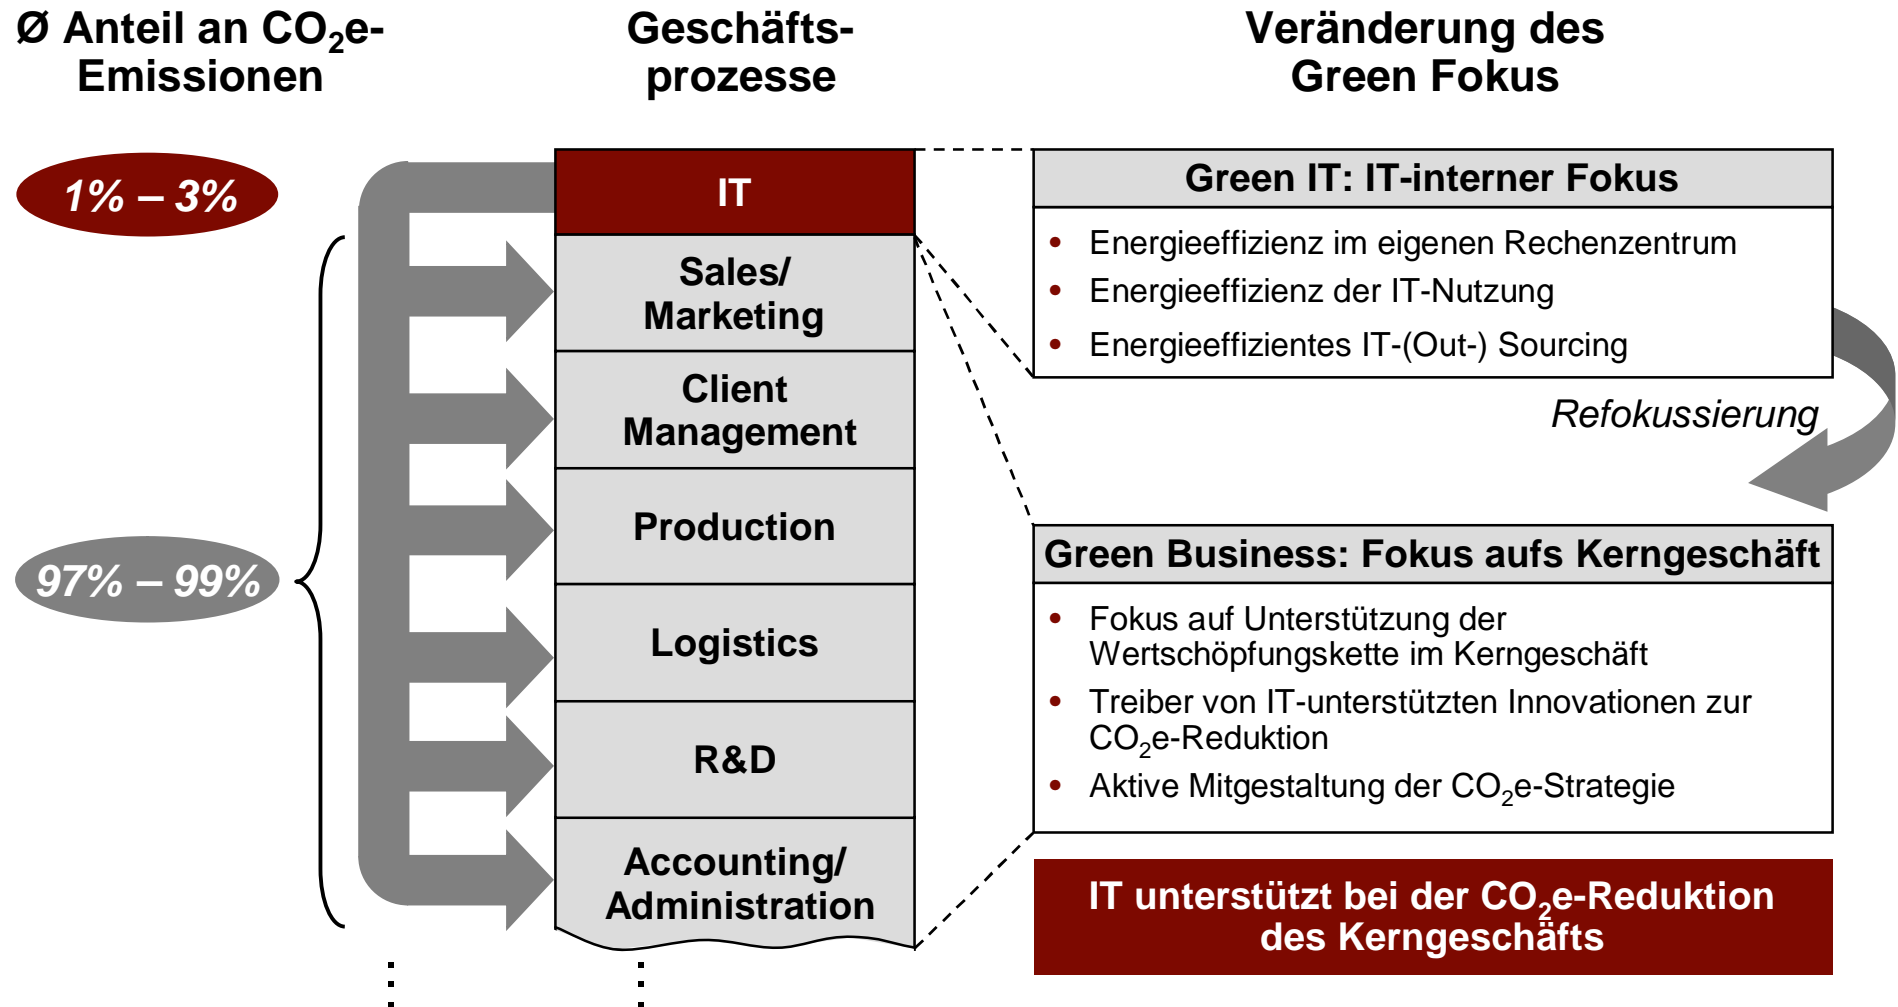 Ø Anteil an CO₂e-
Emissionen
Geschäfts-
prozesse
Veränderung des
Green Fokus
1% – 3%
97% – 99%
IT
Sales/
Marketing
Client
Management
Production
Logistics
R&D
Accounting/
Administration
Green IT: IT-interner Fokus
• Energieeffizienz im eigenen Rechenzentrum
• Energieeffizienz der IT-Nutzung
• Energieeffizientes IT-(Out-) Sourcing
Refokussierung
Green Business: Fokus aufs Kerngeschäft
• Fokus auf Unterstützung der
Wertschöpfungskette im Kerngeschäft
• Treiber von IT-unterstützten Innovationen zur
CO₂e-Reduktion
• Aktive Mitgestaltung der CO₂e-Strategie
IT unterstützt bei der CO₂e-Reduktion
des Kerngeschäfts